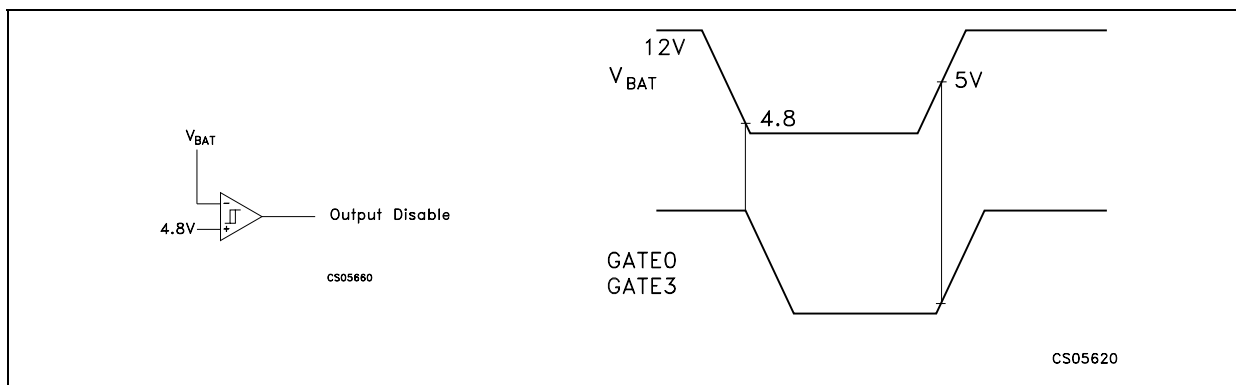 V_BAT
-
+
4.8V
Output Disable
CS05660
12V
V_BAT
4.8
5V
GATE0
GATE3
CS05620